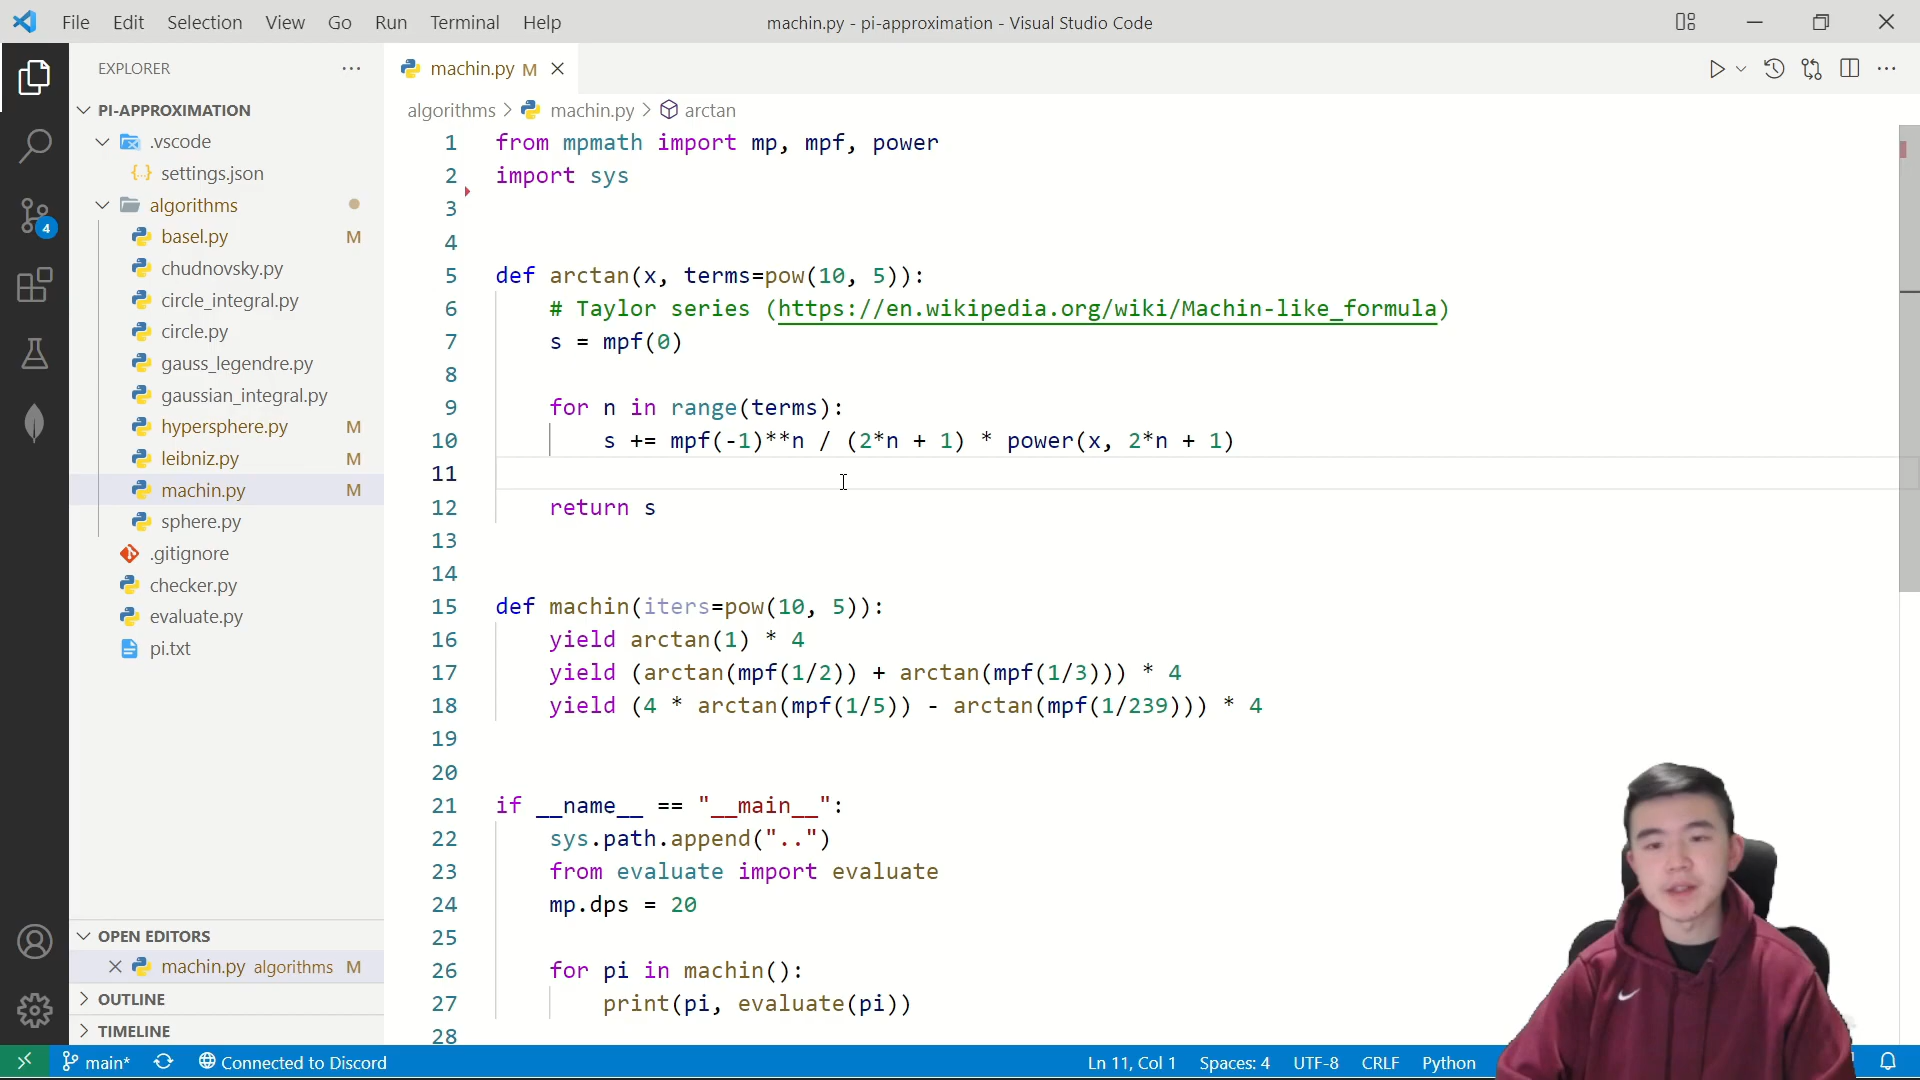 File Edit Selection View Go Run Terminal Help
machin.py - pi-approximation - Visual Studio Code
EXPLORER
PI-APPROXIMATION
.vscode
settings.json
algorithms
basel.py M
chudnovsky.py
circle_integral.py
circle.py
gauss_legendre.py
gaussian_integral.py
hypersphere.py M
leibniz.py M
machin.py M
sphere.py
.gitignore
checker.py
evaluate.py
pi.txt
OPEN EDITORS
machin.py algorithms M
OUTLINE
TIMELINE
4
machin.py M
algorithms > machin.py > arctan
1 from mpmath import mp, mpf, power
2 import sys
3
4
5 def arctan(x, terms=pow(10, 5)):
6 # Taylor series (https://en.wikipedia.org/wiki/Machin-like_formula)
7 s = mpf(0)
8
9 for n in range(terms):
10 s += mpf(-1)**n / (2*n + 1) * power(x, 2*n + 1)
11
12 return s
13
14
15 def machin(iters=pow(10, 5)):
16 yield arctan(1) * 4
17 yield (arctan(mpf(1/2)) + arctan(mpf(1/3))) * 4
18 yield (4 * arctan(mpf(1/5)) - arctan(mpf(1/239))) * 4
19
20
21 if __name__ == "__main__":
22 sys.path.append("..")
23 from evaluate import evaluate
24 mp.dps = 20
25
26 for pi in machin():
27 print(pi, evaluate(pi))
28
main* Connected to Discord Ln 11, Col 1 Spaces: 4 UTF-8 CRLF Python